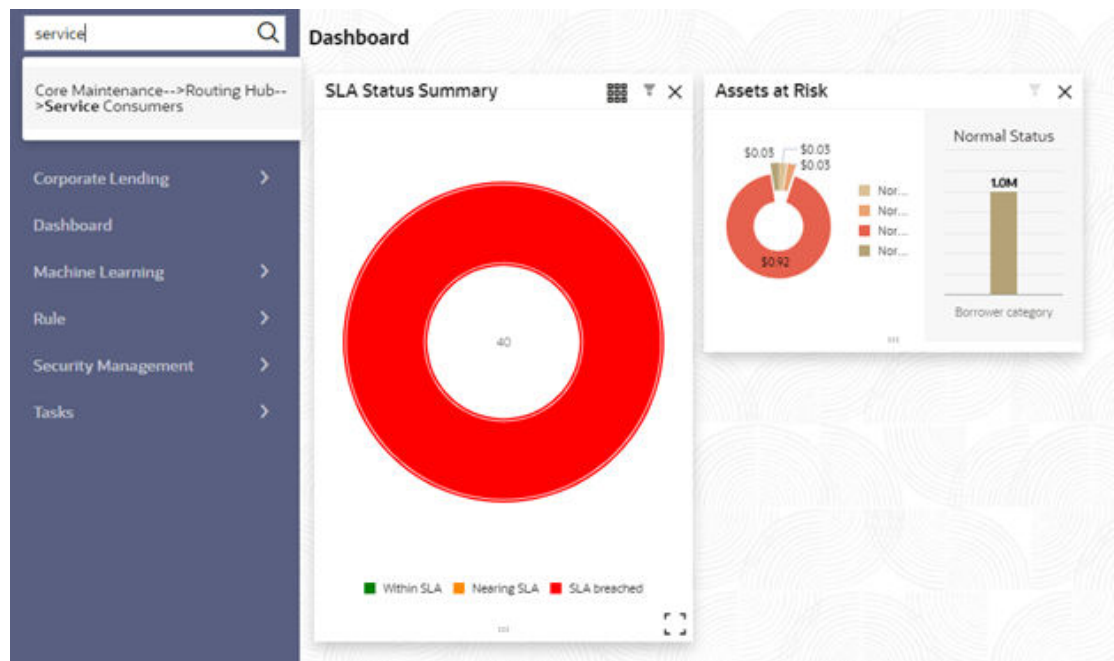 service
Core Maintenance-->Routing Hub--
>Service Consumers
Corporate Lending
Dashboard
Machine Learning
Rule
Security Management
Tasks
Dashboard
SLA Status Summary
40
Within SLA Nearing SLA SLA breached
Assets at Risk
$0.03 $0.03
$0.03
$0.92
Nor...
Nor...
Nor...
Nor...
Normal Status
1.0M
Borrower category